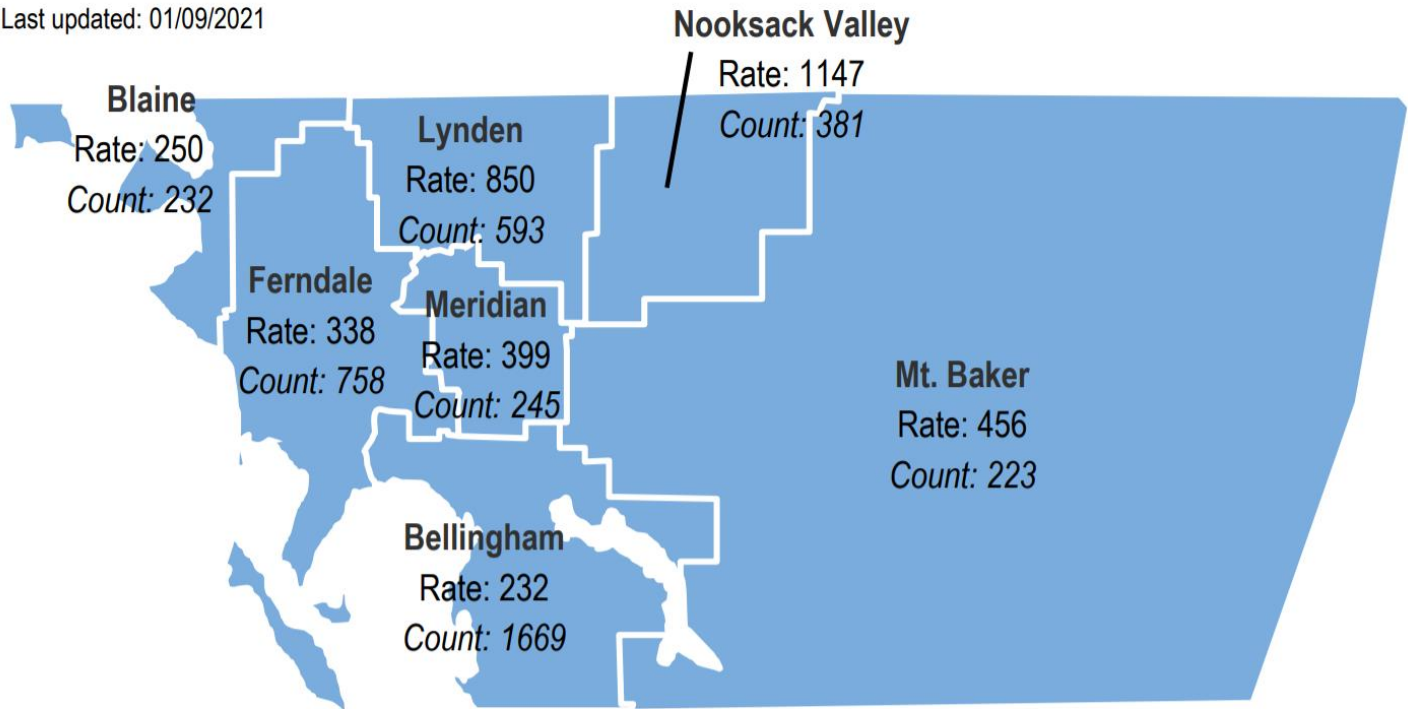 Last updated: 01/09/2021
Nooksack Valley
Rate: 1147
Count: 381
Blaine
Rate: 250
Count: 232
Lynden
Rate: 850
Count: 593
Ferndale
Rate: 338
Count: 758
Meridian
Rate: 399
Count: 245
Mt. Baker
Rate: 456
Count: 223
Bellingham
Rate: 232
Count: 1669